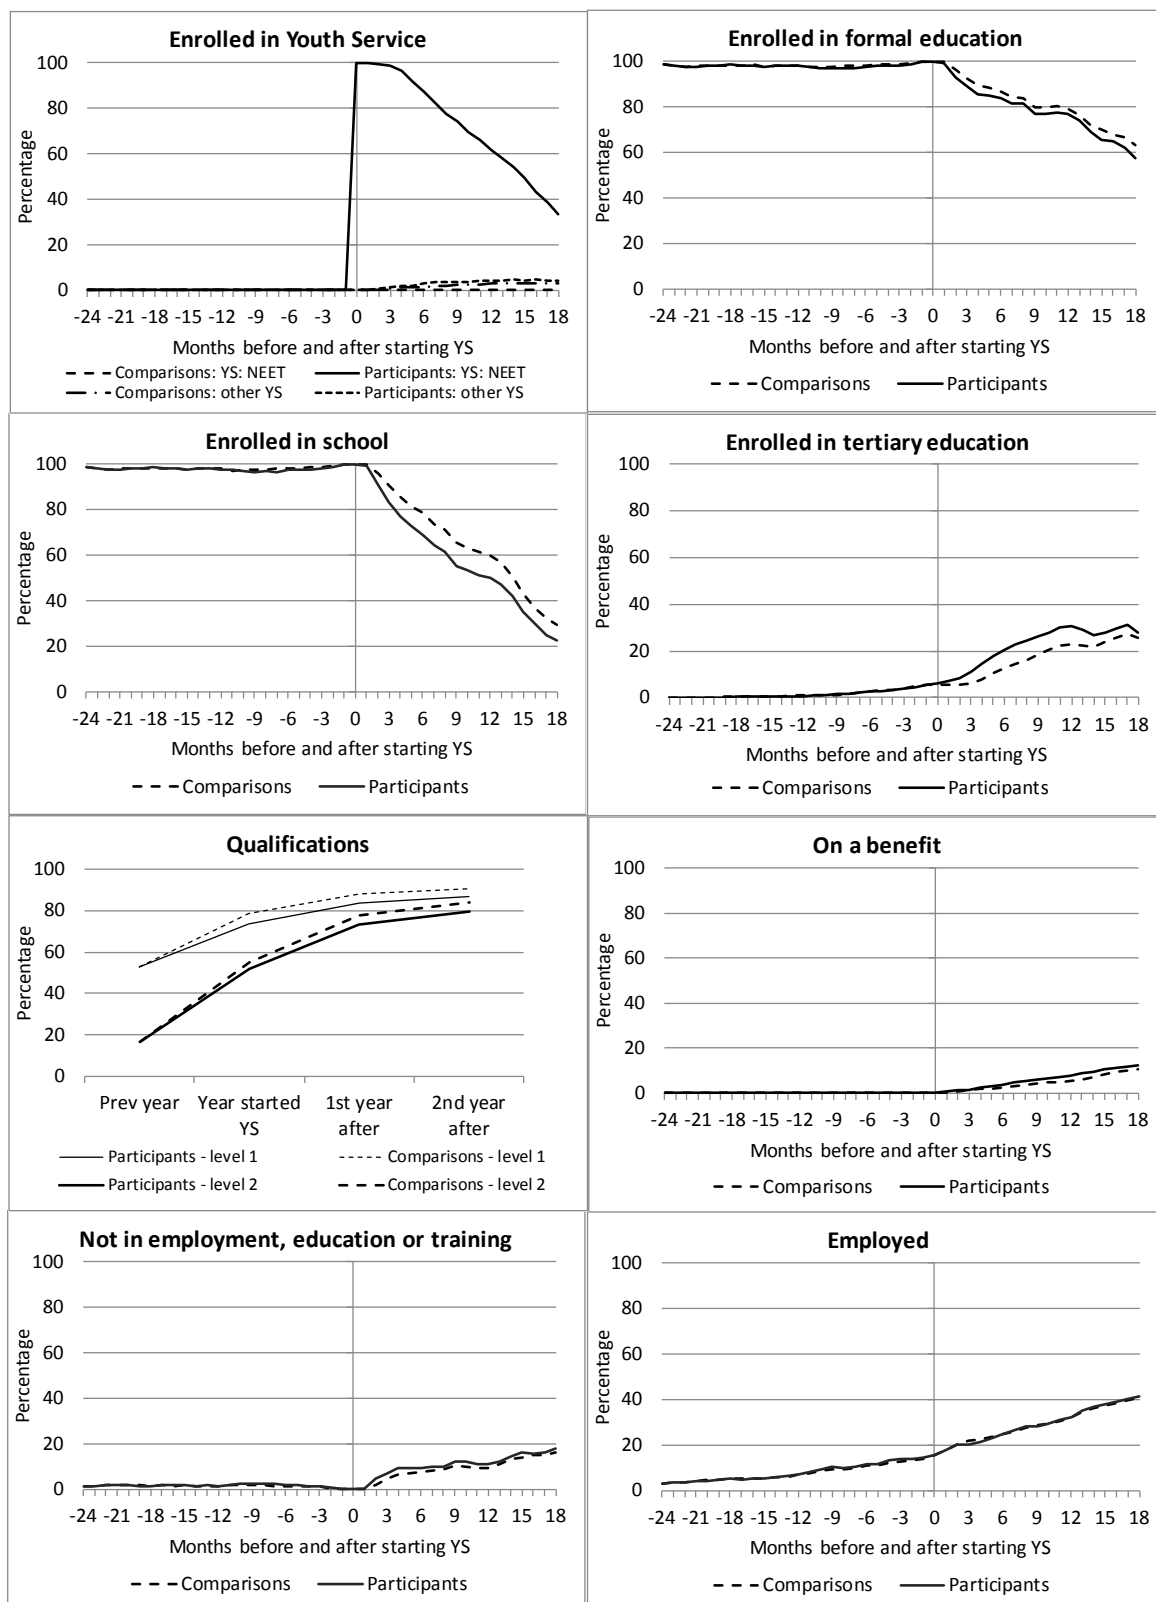 Enrolled in Youth Service
100
80
60
40
20
0
Percentage
-24 -21 -18 -15 -12 -9 -6 -3 0 3 6 9 12 15 18
Months before and after starting YS
Comparisons: YS: NEET Participants: YS: NEET
Comparisons: other YS Participants: other YS
Enrolled in formal education
100
80
60
40
20
0
Percentage
-24 -21 -18 -15 -12 -9 -6 -3 0 3 6 9 12 15 18
Months before and after starting YS
Comparisons Participants
Enrolled in school
100
80
60
40
20
0
Percentage
-24 -21 -18 -15 -12 -9 -6 -3 0 3 6 9 12 15 18
Months before and after starting YS
Comparisons Participants
Enrolled in tertiary education
100
80
60
40
20
0
Percentage
-24 -21 -18 -15 -12 -9 -6 -3 0 3 6 9 12 15 18
Months before and after starting YS
Comparisons Participants
Qualifications
100
80
60
40
20
0
Percentage
Prev year Year started 1st year 2nd year
YS after after
Participants - level 1 Comparisons - level 1
Participants - level 2 Comparisons - level 2
On a benefit
100
80
60
40
20
0
Percentage
-24 -21 -18 -15 -12 -9 -6 -3 0 3 6 9 12 15 18
Months before and after starting YS
Comparisons Participants
Not in employment, education or training
100
80
60
40
20
0
Percentage
-24 -21 -18 -15 -12 -9 -6 -3 0 3 6 9 12 15 18
Months before and after starting YS
Comparisons Participants
Employed
100
80
60
40
20
0
Percentage
-24 -21 -18 -15 -12 -9 -6 -3 0 3 6 9 12 15 18
Months before and after starting YS
Comparisons Participants